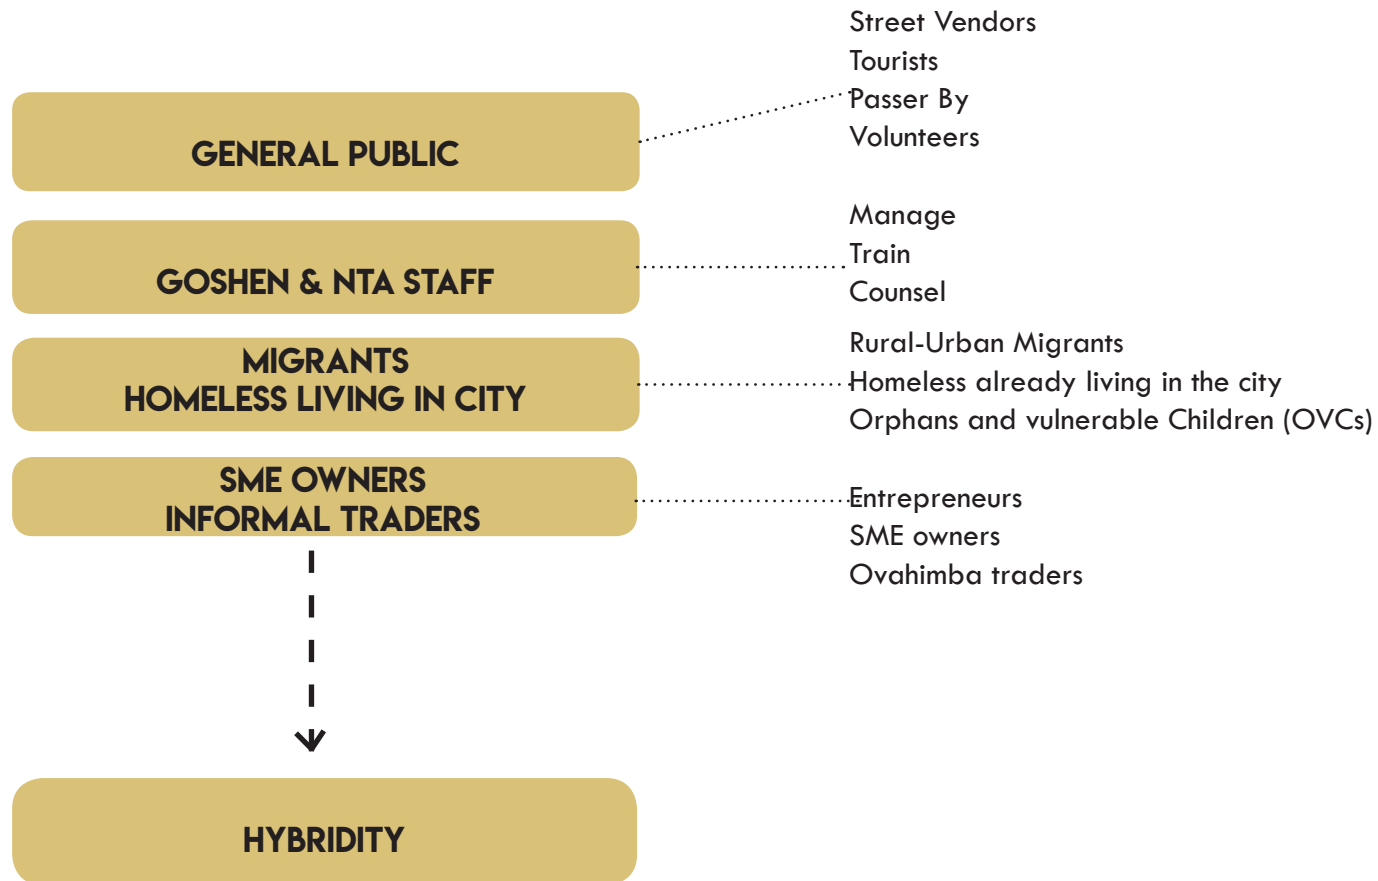 Street Vendors
Tourists
Passer By
Volunteers
GENERAL PUBLIC
Manage
Train
Counsel
GOSHEN & NTA STAFF
Rural-Urban Migrants
Homeless already living in the city
Orphans and vulnerable Children (OVCs)
MIGRANTS
HOMELESS LIVING IN CITY
Entrepreneurs
SME owners
Ovahimba traders
SME OWNERS
INFORMAL TRADERS
HYBRIDITY